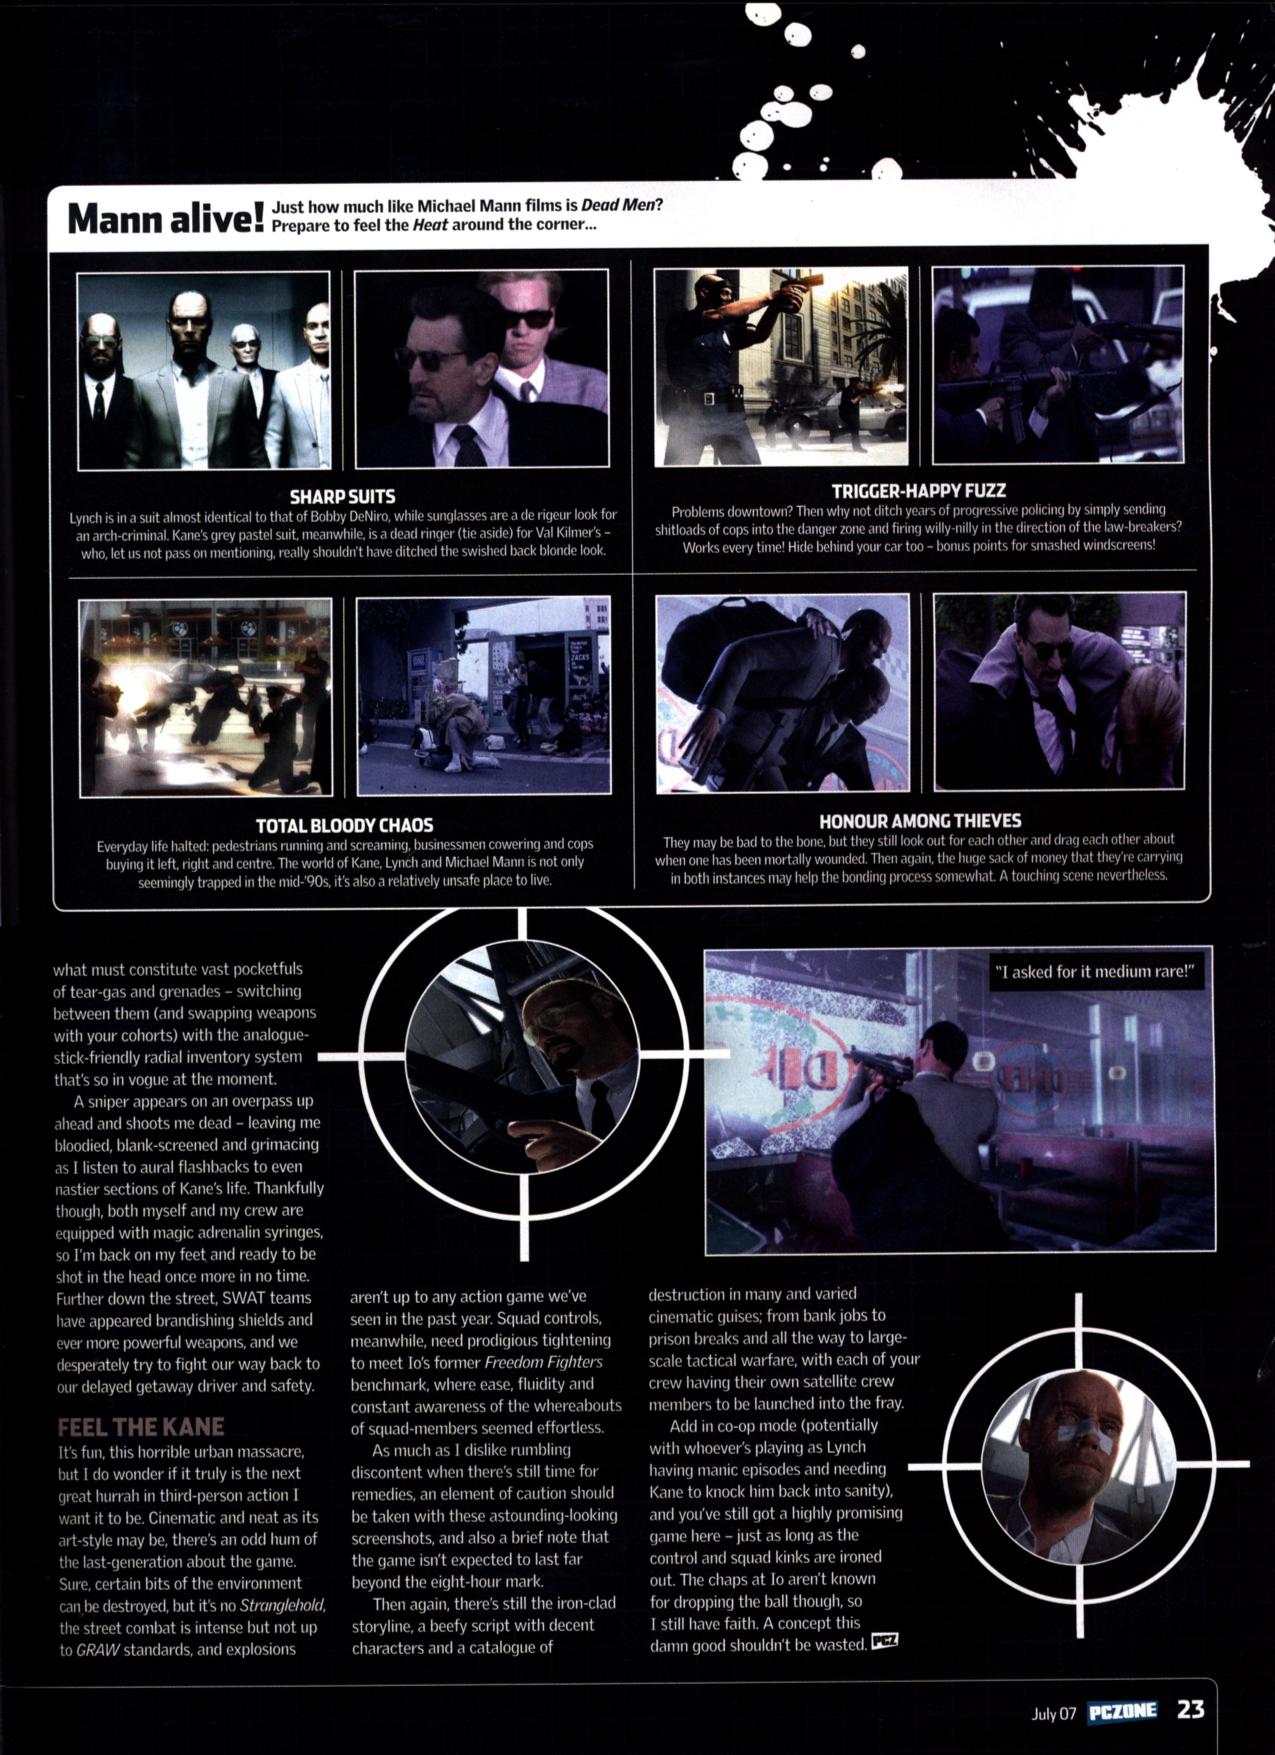 Mann alive!
Just how much like Michael Mann films is Dead Men?
Prepare to feel the Heat around the corner...
SHARP SUITS
Lynch is in a suit almost identical to that of Bobby DeNiro, while sunglasses are a de rigeur look for
an arch-criminal. Kane's grey pastel suit, meanwhile, is a dead ringer (tie aside) for Val Kilmer's –
who, let us not pass on mentioning, really shouldn't have ditched the swished back blonde look.
TRIGGER-HAPPY FUZZ
Problems downtown? Then why not ditch years of progressive policing by simply sending
shitloads of cops into the danger zone and firing willy-nilly in the direction of the law-breakers?
Works every time! Hide behind your car too – bonus points for smashed windscreens!
TOTAL BLOODY CHAOS
Everyday life halted: pedestrians running and screaming, businessmen cowering and cops
buying it left, right and centre. The world of Kane, Lynch and Michael Mann is not only
seemingly trapped in the mid-'90s, it's also a relatively unsafe place to live.
HONOUR AMONG THIEVES
They may be bad to the bone, but they still look out for each other and drag each other about
when one has been mortally wounded. Then again, the huge sack of money that they're carrying
in both instances may help the bonding process somewhat. A touching scene nevertheless.
what must constitute vast pocketfuls
of tear-gas and grenades – switching
between them (and swapping weapons
with your cohorts) with the analogue-
stick-friendly radial inventory system
that's so in vogue at the moment.
A sniper appears on an overpass up
ahead and shoots me dead – leaving me
bloodied, blank-screened and grimacing
as I listen to aural flashbacks to even
nastier sections of Kane's life. Thankfully
though, both myself and my crew are
equipped with magic adrenalin syringes,
so I'm back on my feet and ready to be
shot in the head once more in no time.
Further down the street, SWAT teams
have appeared brandishing shields and
ever more powerful weapons, and we
desperately try to fight our way back to
our delayed getaway driver and safety.
FEEL THE KANE
It's fun, this horrible urban massacre,
but I do wonder if it truly is the next
great hurrah in third-person action I
want it to be. Cinematic and neat as its
art-style may be, there's an odd hum of
the last-generation about the game.
Sure, certain bits of the environment
can be destroyed, but it's no Stranglehold,
the street combat is intense but not up
to GRAW standards, and explosions
"I asked for it medium rare!"
aren't up to any action game we've
seen in the past year. Squad controls,
meanwhile, need prodigious tightening
to meet Io's former Freedom Fighters
benchmark, where ease, fluidity and
constant awareness of the whereabouts
of squad-members seemed effortless.
As much as I dislike rumbling
discontent when there's still time for
remedies, an element of caution should
be taken with these astounding-looking
screenshots, and also a brief note that
the game isn't expected to last far
beyond the eight-hour mark.
Then again, there's still the iron-clad
storyline, a beefy script with decent
characters and a catalogue of
destruction in many and varied
cinematic guises; from bank jobs to
prison breaks and all the way to large-
scale tactical warfare, with each of your
crew having their own satellite crew
members to be launched into the fray.
Add in co-op mode (potentially
with whoever's playing as Lynch
having manic episodes and needing
Kane to knock him back into sanity),
and you've still got a highly promising
game here – just as long as the
control and squad kinks are ironed
out. The chaps at Io aren't known
for dropping the ball though, so
I still have faith. A concept this
damn good shouldn't be wasted. PCZ
July 07 PCZONE 23